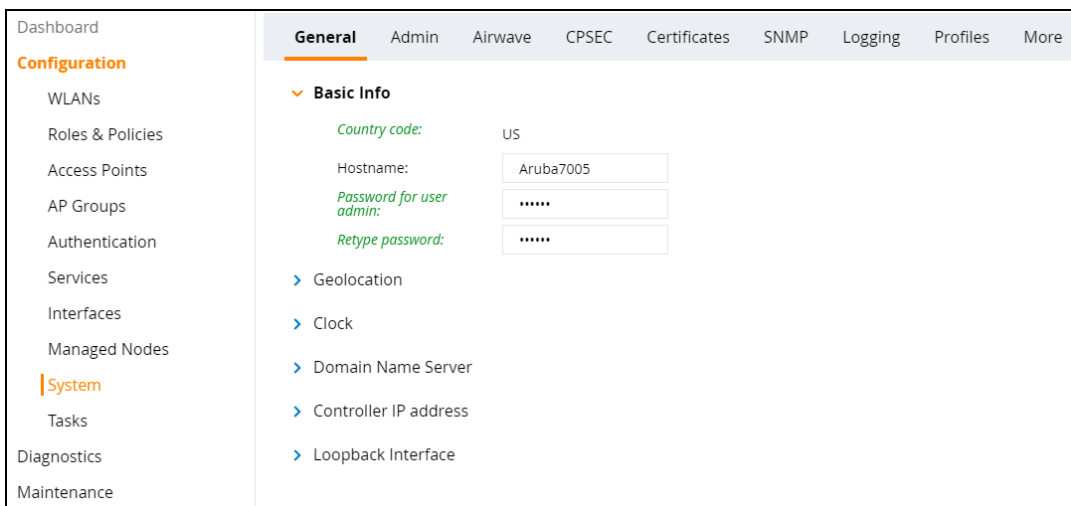 Dashboard
Configuration
WLANs
Roles & Policies
Access Points
AP Groups
Authentication
Services
Interfaces
Managed Nodes
System
Tasks
Diagnostics
Maintenance
General Admin Airwave CPSEC Certificates SNMP Logging Profiles More
Basic Info
Country code: US
Hostname: Aruba7005
Password for user
admin: ••••••
Retype password: ••••••
Geolocation
Clock
Domain Name Server
Controller IP address
Loopback Interface